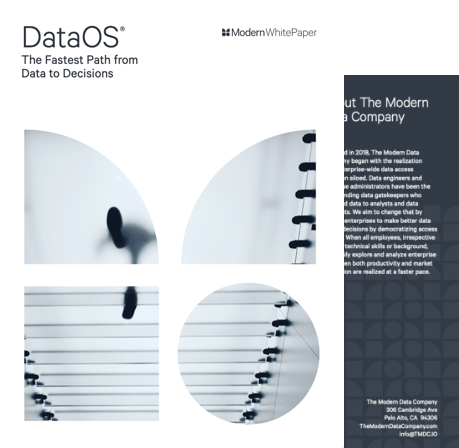 DataOS®
ModernWhitePaper
The Fastest Path from
Data to Decisions
ut The Modern
a Company
d in 2018, The Modern Data
ny began with the realization
terprise-wide data access
n siloed. Data engineers and
se administrators have been the
nding data gatekeepers who
d data to analysts and data
ts. We aim to change that by
enterprises to make better data
decisions by democratizing access
When all employees, irrespective
technical skills or background,
ily explore and analyze enterprise
en both productivity and market
ion are realized at a faster pace.
The Modern Data Company
306 Cambridge Ave
Palo Alto, CA 94306
TheModernDataCompany.com
info@TMDC.IO